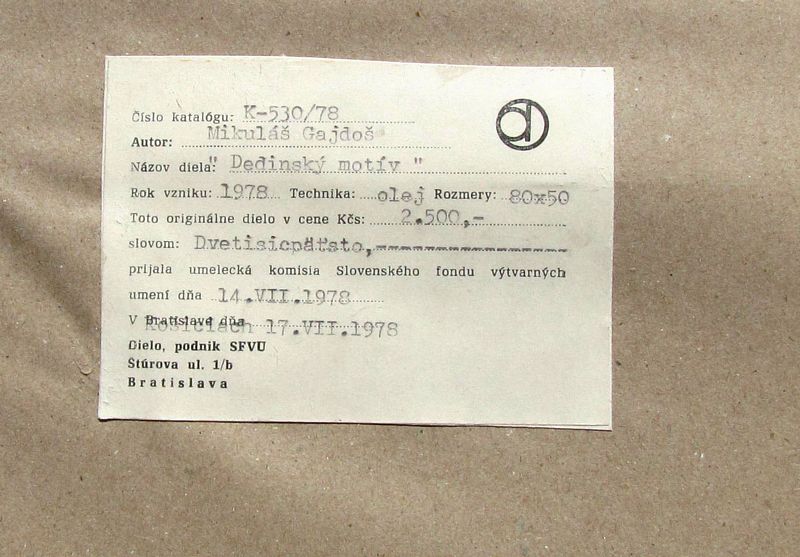 Číslo katalógu: K-530/78
Autor: Mikuláš Gajdoš
Názov diela: " Dedinský motív "
Rok vzniku: 1978 Technika: olej Rozmery: 80x50
Toto originálne dielo v cene Kčs: 2.500,-
slovom: Dvetisícpäťsto,-----------------
prijala umelecká komisia Slovenského fondu výtvarných
umení dňa 14.VII.1978
V Bratislave dňa Košiciach 17.VII.1978
Dielo, podnik SFVU
Štúrova ul. 1/b
Bratislava